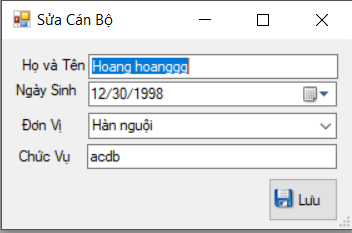 Sửa Cán Bộ
Họ và Tên Hoang hoanggg
Ngày Sinh 12/30/1998
Đơn Vị Hàn nguội
Chức Vụ acdb
Lưu